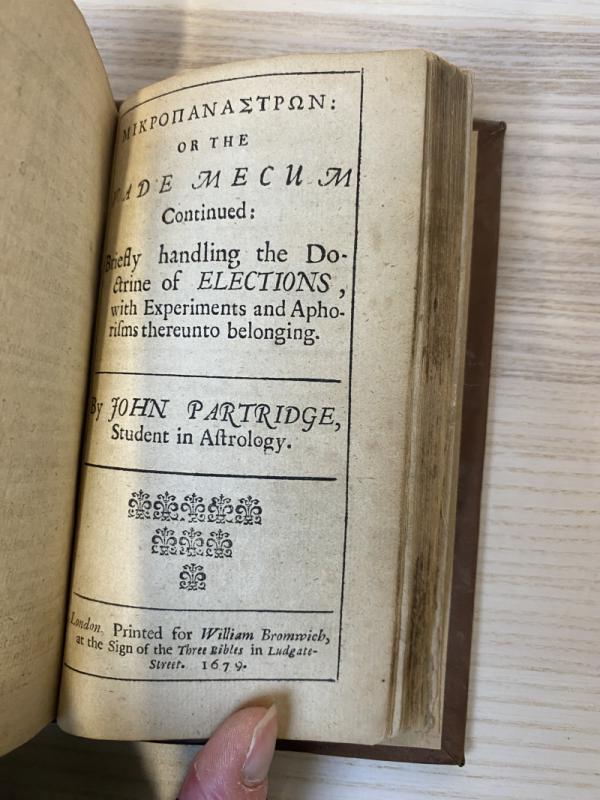 ΜΙΚΡΟΠΑΝΑΣΤΡΩΝ:
OR THE
VADE MECUM
Continued:
Briefly handling the Do-
ctrine of ELECTIONS,
with Experiments and Apho-
riſms thereunto belonging.
By JOHN PARTRIDGE,
Student in Aſtrology.
London, Printed for William Bromwich,
at the Sign of the Three Bibles in Ludgate-
Street. 1679.